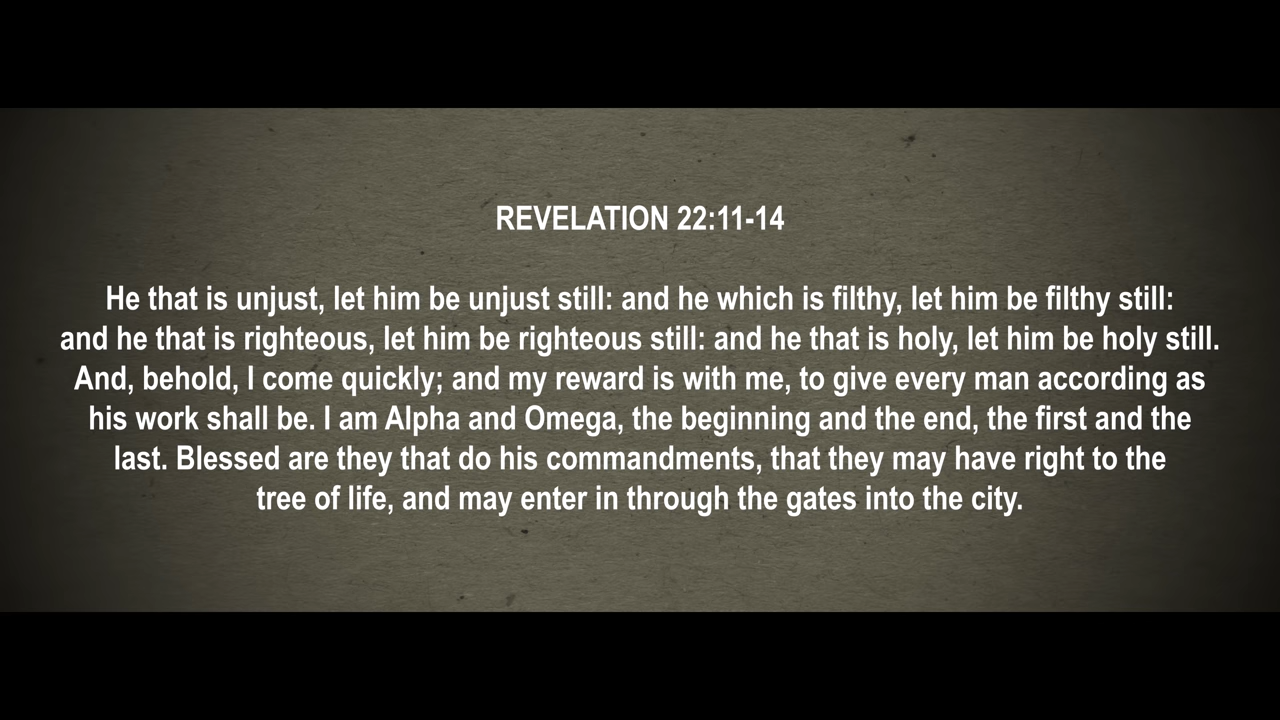 REVELATION 22:11-14
He that is unjust, let him be unjust still: and he which is filthy, let him be filthy still:
and he that is righteous, let him be righteous still: and he that is holy, let him be holy still.
And, behold, I come quickly; and my reward is with me, to give every man according as
his work shall be. I am Alpha and Omega, the beginning and the end, the first and the
last. Blessed are they that do his commandments, that they may have right to the
tree of life, and may enter in through the gates into the city.